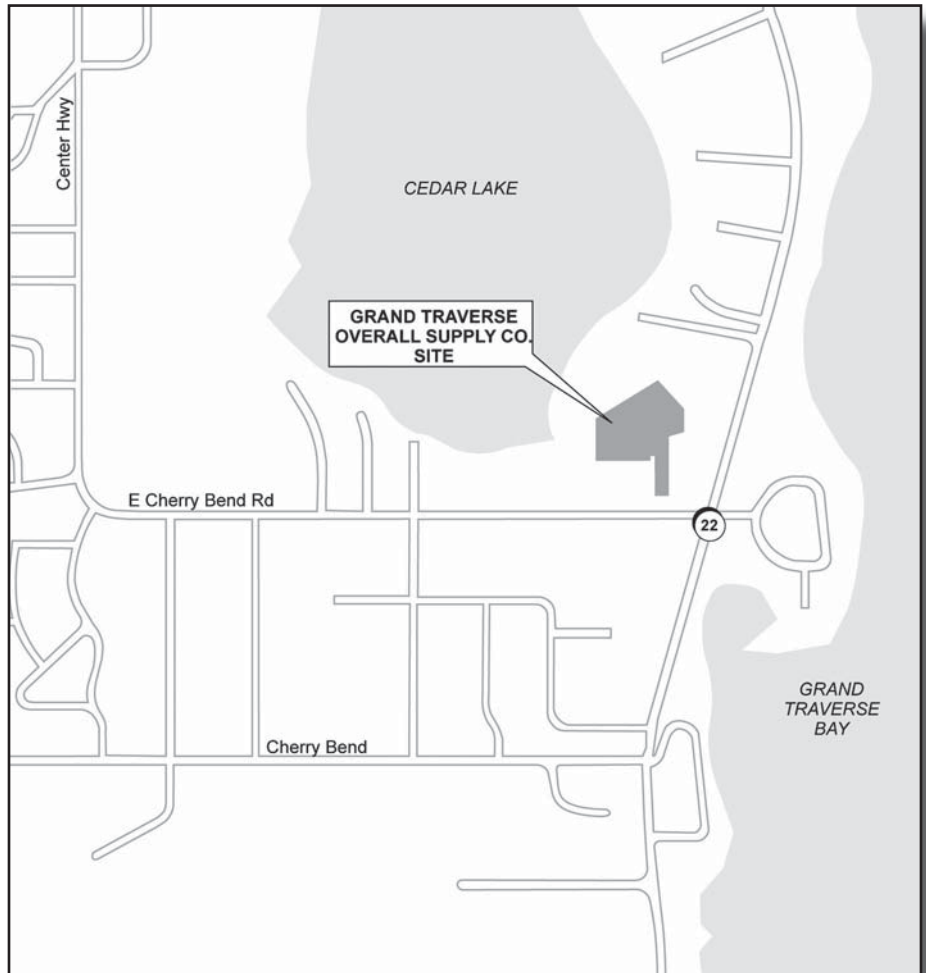 Center Hwy
CEDAR LAKE
GRAND TRAVERSE
OVERALL SUPPLY CO.
SITE
E Cherry Bend Rd
22
GRAND
TRAVERSE
BAY
Cherry Bend